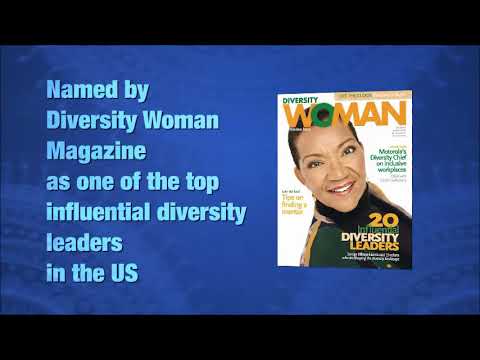 Named by
Diversity Woman
Magazine
as one of the top
influential diversity
leaders
in the US
DIVERSITY
WOMAN
Motorola's
Diversity Chief
on inclusive
workplaces
Tips on
finding a
mentor
20
Influential
DIVERSITY
LEADERS